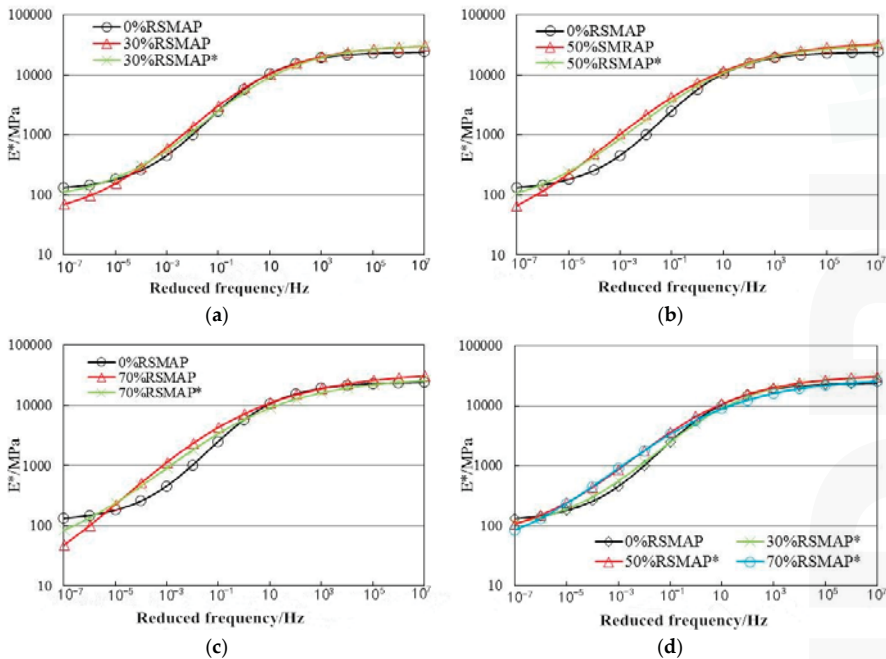 100000
10000
1000
100
10
E*/MPa
0%RSMAP
30%RSMAP
30%RSMAP*
10⁻⁷ 10⁻⁵ 10⁻³ 10⁻¹ 10 10³ 10⁵ 10⁷
Reduced frequency/Hz
(a)
100000
10000
1000
100
10
E*/MPa
0%RSMAP
50%SMRAP
50%RSMAP*
10⁻⁷ 10⁻⁵ 10⁻³ 10⁻¹ 10 10³ 10⁵ 10⁷
Reduced frequency/Hz
(b)
100000
10000
1000
100
10
E*/MPa
0%RSMAP
70%RSMAP
70%RSMAP*
10⁻⁷ 10⁻⁵ 10⁻³ 10⁻¹ 10 10³ 10⁵ 10⁷
Reduced frequency/Hz
(c)
100000
10000
1000
100
10
E*/MPa
0%RSMAP 30%RSMAP*
50%RSMAP* 70%RSMAP*
10⁻⁷ 10⁻⁵ 10⁻³ 10⁻¹ 10 10³ 10⁵ 10⁷
Reduced frequency/Hz
(d)